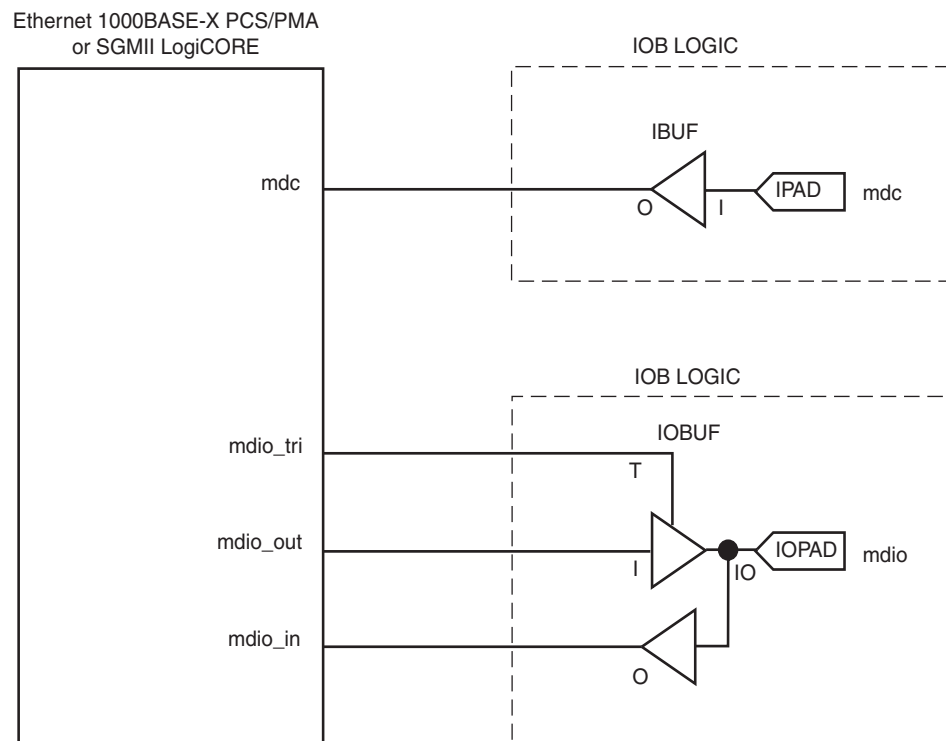 Ethernet 1000BASE-X PCS/PMA
or SGMII LogiCORE
IOB LOGIC
IBUF
mdc
O
I
IPAD
mdc
IOB LOGIC
IOBUF
mdio_tri
T
mdio_out
I
IO
IOPAD
mdio
mdio_in
O